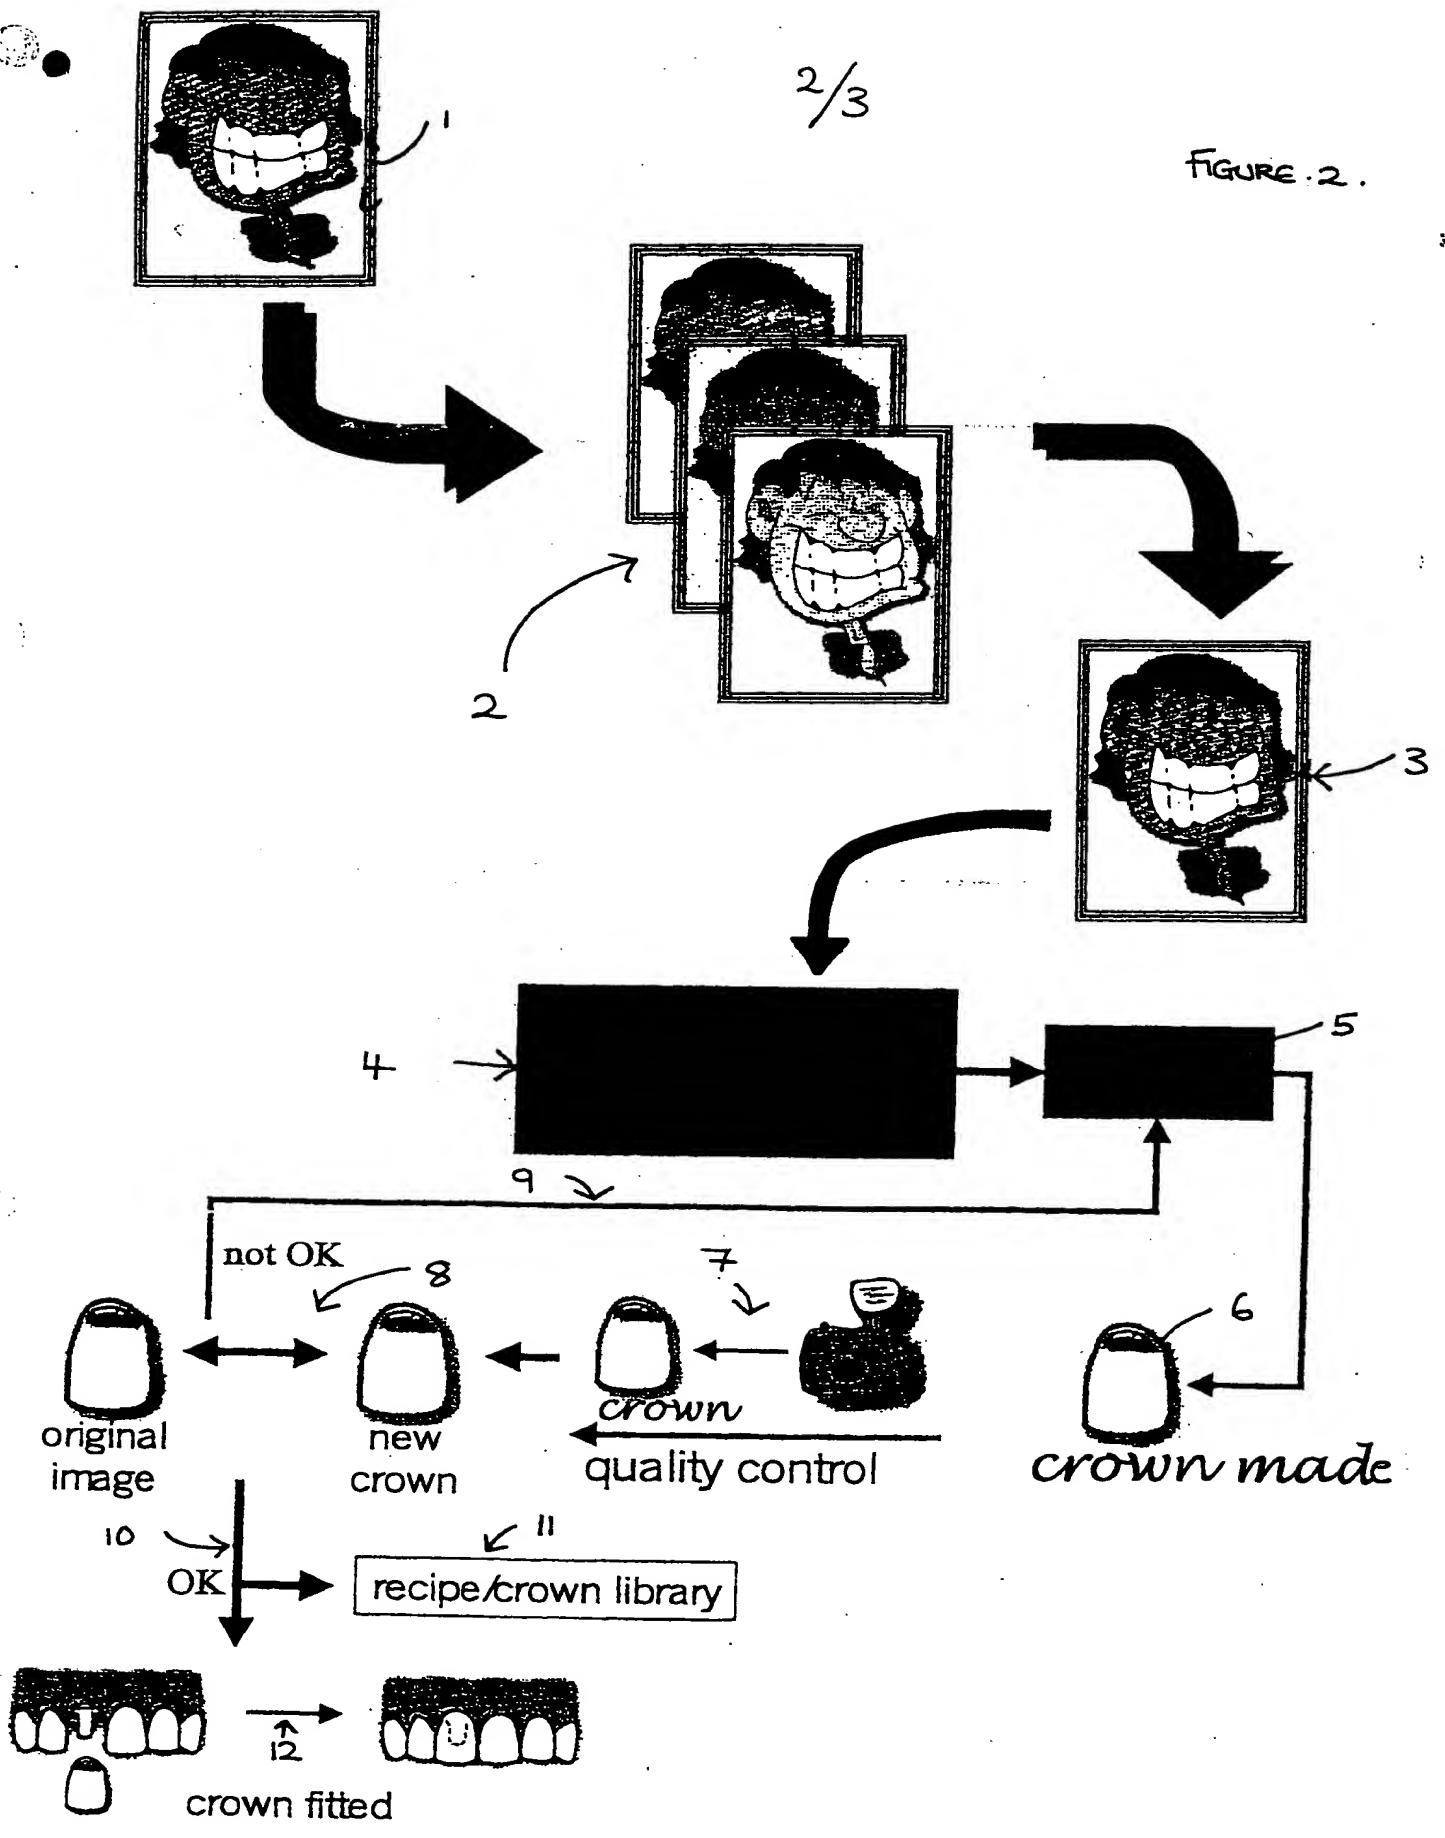 2/3
FIGURE.2.
1
2
3
4
5
9
not OK
8
7
6
original
image
new
crown
crown
quality control
crown made
10
OK
11
recipe/crown library
12
crown fitted